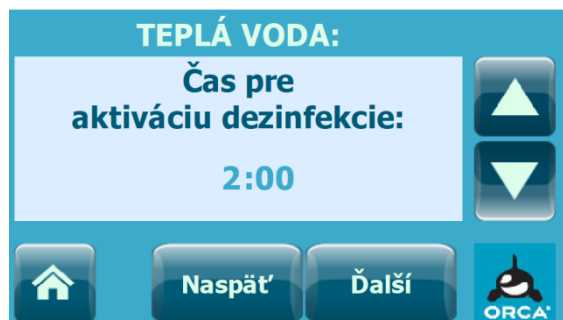 TEPLÁ VODA:
Čas pre
aktiváciu dezinfekcie:
2:00
Naspäť
Ďalší
ORCA